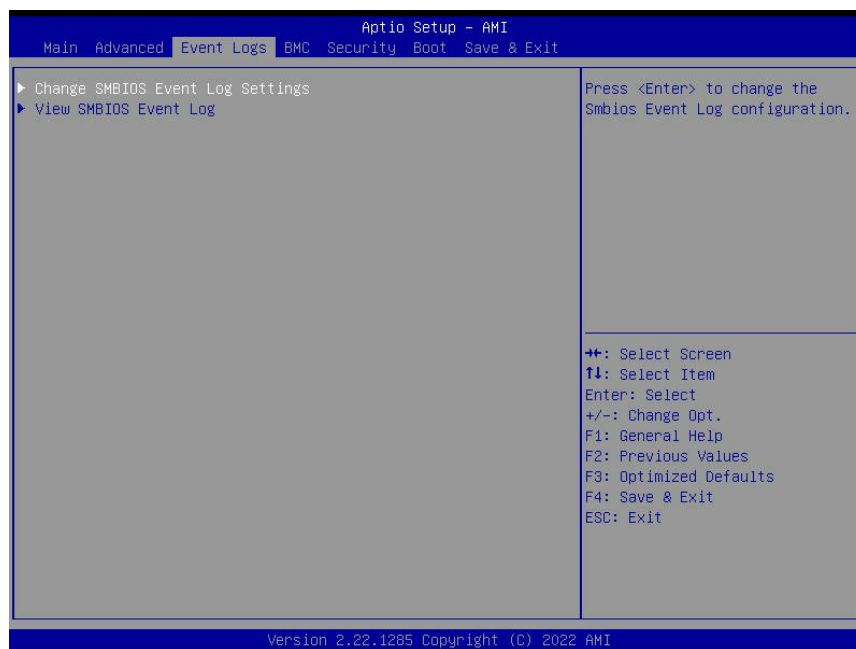 Aptio Setup – AMI
Main Advanced Event Logs BMC Security Boot Save & Exit
Change SMBIOS Event Log Settings
View SMBIOS Event Log
Press <Enter> to change the
Smbios Event Log configuration.
→←: Select Screen
↑↓: Select Item
Enter: Select
+/-: Change Opt.
F1: General Help
F2: Previous Values
F3: Optimized Defaults
F4: Save & Exit
ESC: Exit
Version 2.22.1285 Copyright (C) 2022 AMI